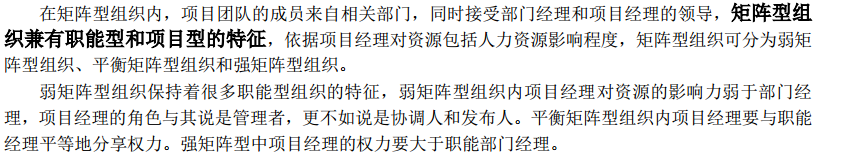 在矩阵型组织内，项目团队的成员来自相关部门，同时接受部门经理和项目经理的领导，矩阵型组
织兼有职能型和项目型的特征，依据项目经理对资源包括人力资源影响程度，矩阵型组织可分为弱矩
阵型组织、平衡矩阵型组织和强矩阵型组织。
弱矩阵型组织保持着很多职能型组织的特征，弱矩阵型组织内项目经理对资源的影响力弱于部门经
理，项目经理的角色与其说是管理者，更不如说是协调人和发布人。平衡矩阵型组织内项目经理要与职能
经理平等地分享权力。强矩阵型中项目经理的权力要大于职能部门经理。